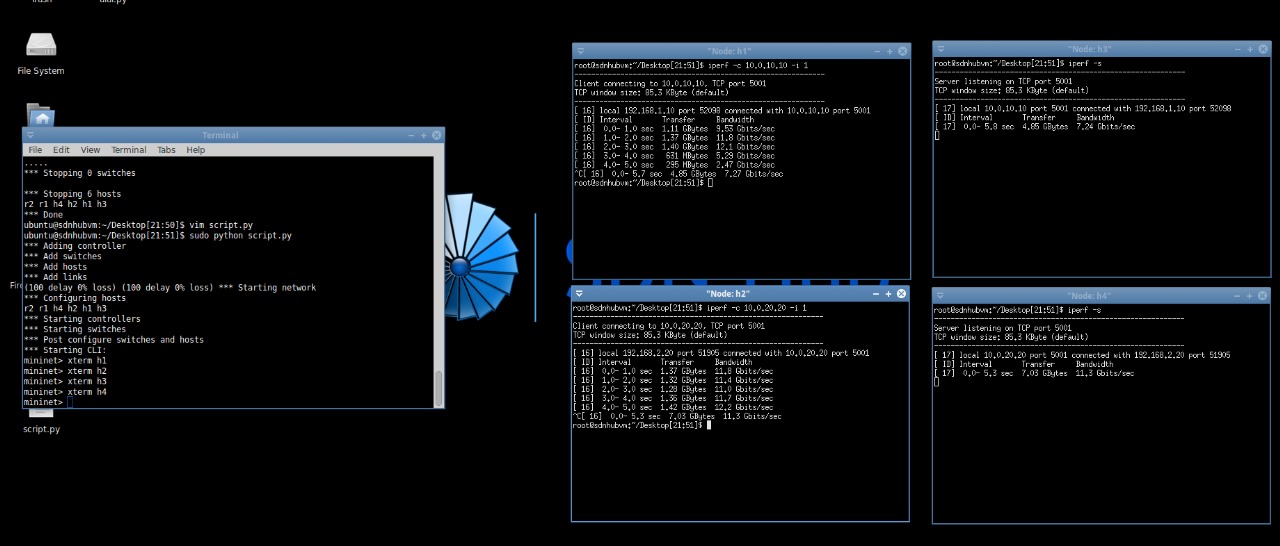 dual.py
File System
Terminal
File Edit View Terminal Tabs Help
.....
*** Stopping 0 switches
*** Stopping 6 hosts
r2 r1 h4 h2 h1 h3
*** Done
ubuntu@sdnhubvm:~/Desktop[21:50]$ vim script.py
ubuntu@sdnhubvm:~/Desktop[21:51]$ sudo python script.py
*** Adding controller
*** Add switches
*** Add hosts
*** Add links
(100 delay 0% loss) (100 delay 0% loss) *** Starting network
*** Configuring hosts
r2 r1 h4 h2 h1 h3
*** Starting controllers
*** Starting switches
*** Post configure switches and hosts
*** Starting CLI:
mininet> xterm h1
mininet> xterm h2
mininet> xterm h3
mininet> xterm h4
mininet>
script.py
"Node: h1"
root@sdnhubvm:~/Desktop[21:51]$ iperf -c 10.0.10.10 -i 1
------------------------------------------------------------
Client connecting to 10.0.10.10, TCP port 5001
TCP window size: 85.3 KByte (default)
------------------------------------------------------------
[ 16] local 192.168.1.10 port 52098 connected with 10.0.10.10 port 5001
[ ID] Interval Transfer Bandwidth
[ 16] 0.0- 1.0 sec 1.11 GBytes 9.53 Gbits/sec
[ 16] 1.0- 2.0 sec 1.37 GBytes 11.8 Gbits/sec
[ 16] 2.0- 3.0 sec 1.40 GBytes 12.1 Gbits/sec
[ 16] 3.0- 4.0 sec 631 MBytes 5.29 Gbits/sec
[ 16] 4.0- 5.0 sec 295 MBytes 2.47 Gbits/sec
^C[ 16] 0.0- 5.7 sec 4.85 GBytes 7.27 Gbits/sec
root@sdnhubvm:~/Desktop[21:51]$
"Node: h3"
root@sdnhubvm:~/Desktop[21:51]$ iperf -s
------------------------------------------------------------
Server listening on TCP port 5001
TCP window size: 85.3 KByte (default)
------------------------------------------------------------
[ 17] local 10.0.10.10 port 5001 connected with 192.168.1.10 port 52098
[ ID] Interval Transfer Bandwidth
[ 17] 0.0- 5.8 sec 4.85 GBytes 7.24 Gbits/sec
"Node: h2"
root@sdnhubvm:~/Desktop[21:51]$ iperf -c 10.0.20.20 -i 1
------------------------------------------------------------
Client connecting to 10.0.20.20, TCP port 5001
TCP window size: 85.3 KByte (default)
------------------------------------------------------------
[ 16] local 192.168.2.20 port 51905 connected with 10.0.20.20 port 5001
[ ID] Interval Transfer Bandwidth
[ 16] 0.0- 1.0 sec 1.37 GBytes 11.8 Gbits/sec
[ 16] 1.0- 2.0 sec 1.32 GBytes 11.4 Gbits/sec
[ 16] 2.0- 3.0 sec 1.28 GBytes 11.0 Gbits/sec
[ 16] 3.0- 4.0 sec 1.36 GBytes 11.7 Gbits/sec
[ 16] 4.0- 5.0 sec 1.42 GBytes 12.2 Gbits/sec
^C[ 16] 0.0- 5.3 sec 7.03 GBytes 11.3 Gbits/sec
root@sdnhubvm:~/Desktop[21:51]$
"Node: h4"
root@sdnhubvm:~/Desktop[21:51]$ iperf -s
------------------------------------------------------------
Server listening on TCP port 5001
TCP window size: 85.3 KByte (default)
------------------------------------------------------------
[ 17] local 10.0.20.20 port 5001 connected with 192.168.2.20 port 51905
[ ID] Interval Transfer Bandwidth
[ 17] 0.0- 5.3 sec 7.03 GBytes 11.3 Gbits/sec